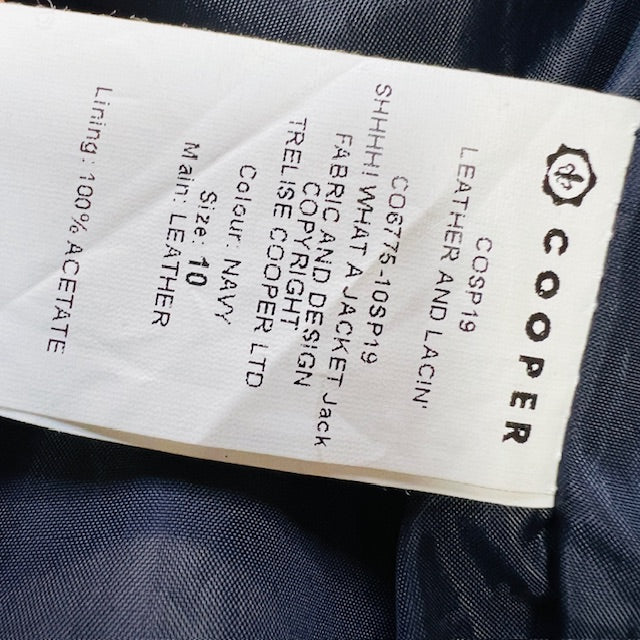 COOPER
COSP19
LEATHER AND LACIN'
CO6775-10SP19
SHHHH! WHAT A JACKET Jack
FABRIC AND DESIGN
COPYRIGHT
TRELISE COOPER LTD
Colour: NAVY
Size: 10
Main: LEATHER
Lining: 100% ACETATE